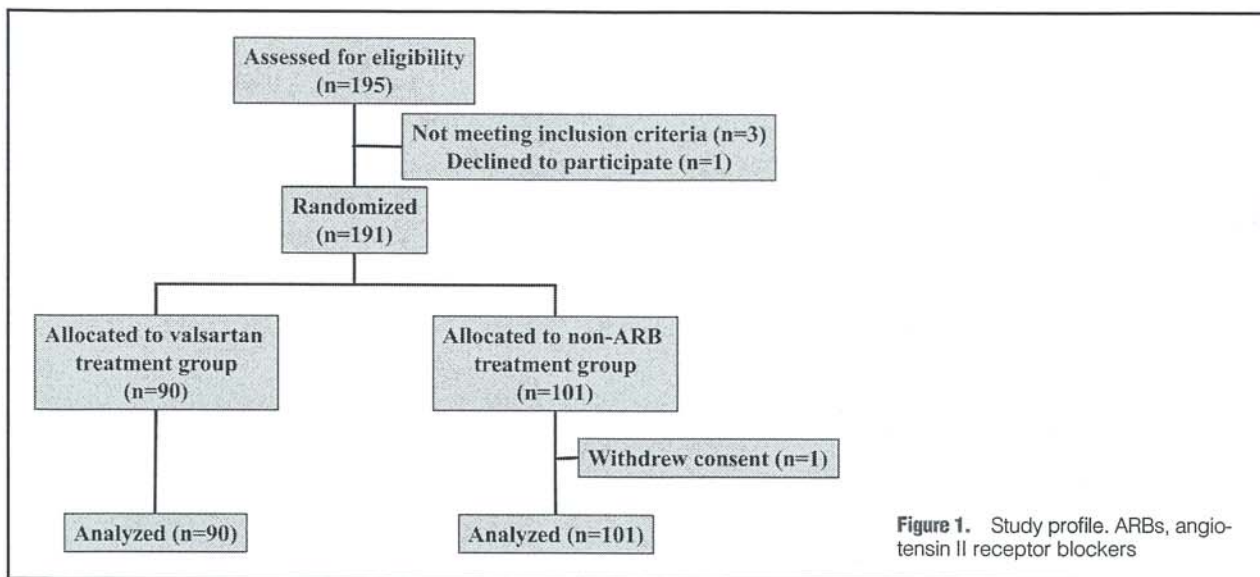 Assessed for eligibility
(n=195)
Not meeting inclusion criteria (n=3)
Declined to participate (n=1)
Randomized
(n=191)
Allocated to valsartan
treatment group
(n=90)
Allocated to non-ARB
treatment group
(n=101)
Withdrew consent (n=1)
Analyzed (n=90)
Analyzed (n=101)
Figure 1. Study profile. ARBs, angio-
tensin II receptor blockers